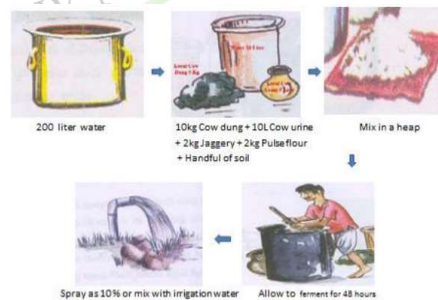 200 liter water
10kg Cow dung + 10L Cow urine
+ 2kg Jaggery + 2kg Pulse flour
+ Handful of soil
Mix in a heap
Allow to ferment for 48 hours
Spray as 10% or mix with irrigation water